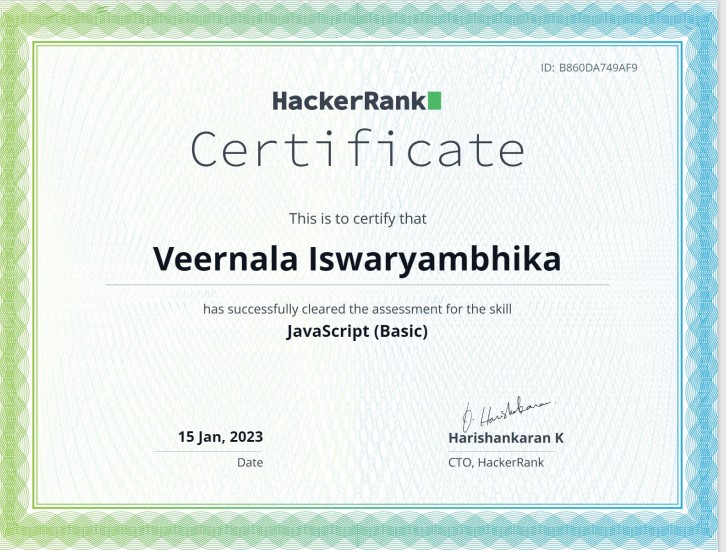 ID: B860DA749AF9
HackerRank
Certificate
This is to certify that
Veernala Iswaryambhika
has successfully cleared the assessment for the skill
JavaScript (Basic)
15 Jan, 2023
Date
Harishankaran K
CTO, HackerRank